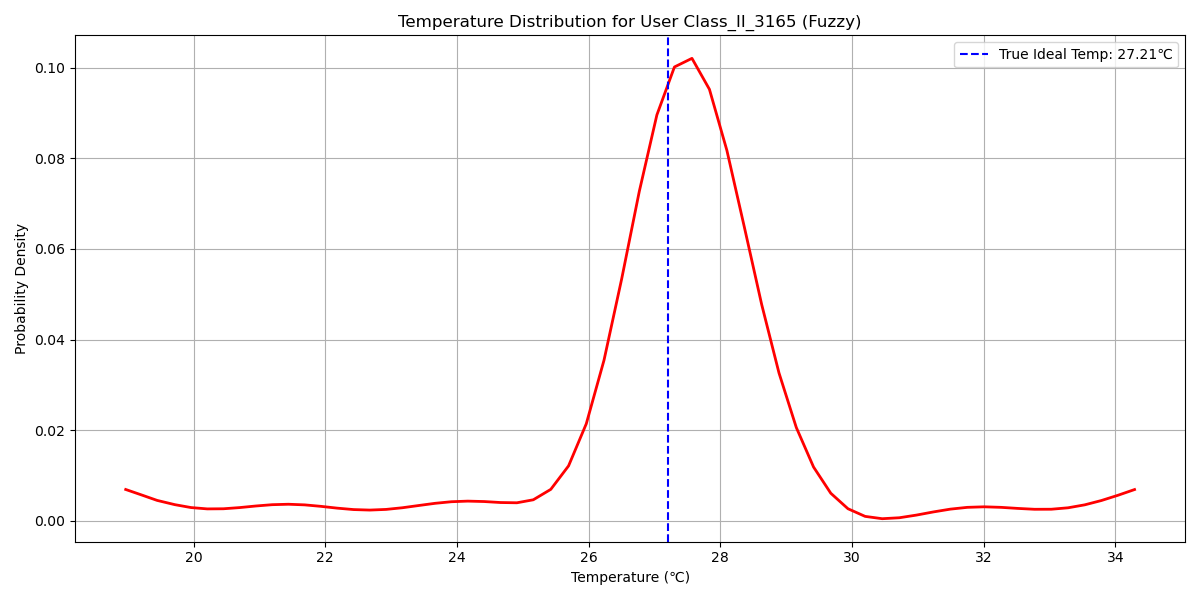 Temperature Distribution for User Class_II_3165 (Fuzzy)
True Ideal Temp: 27.21℃
Probability Density
0.10
0.08
0.06
0.04
0.02
0.00
20 22 24 26 28 30 32 34
Temperature (℃)